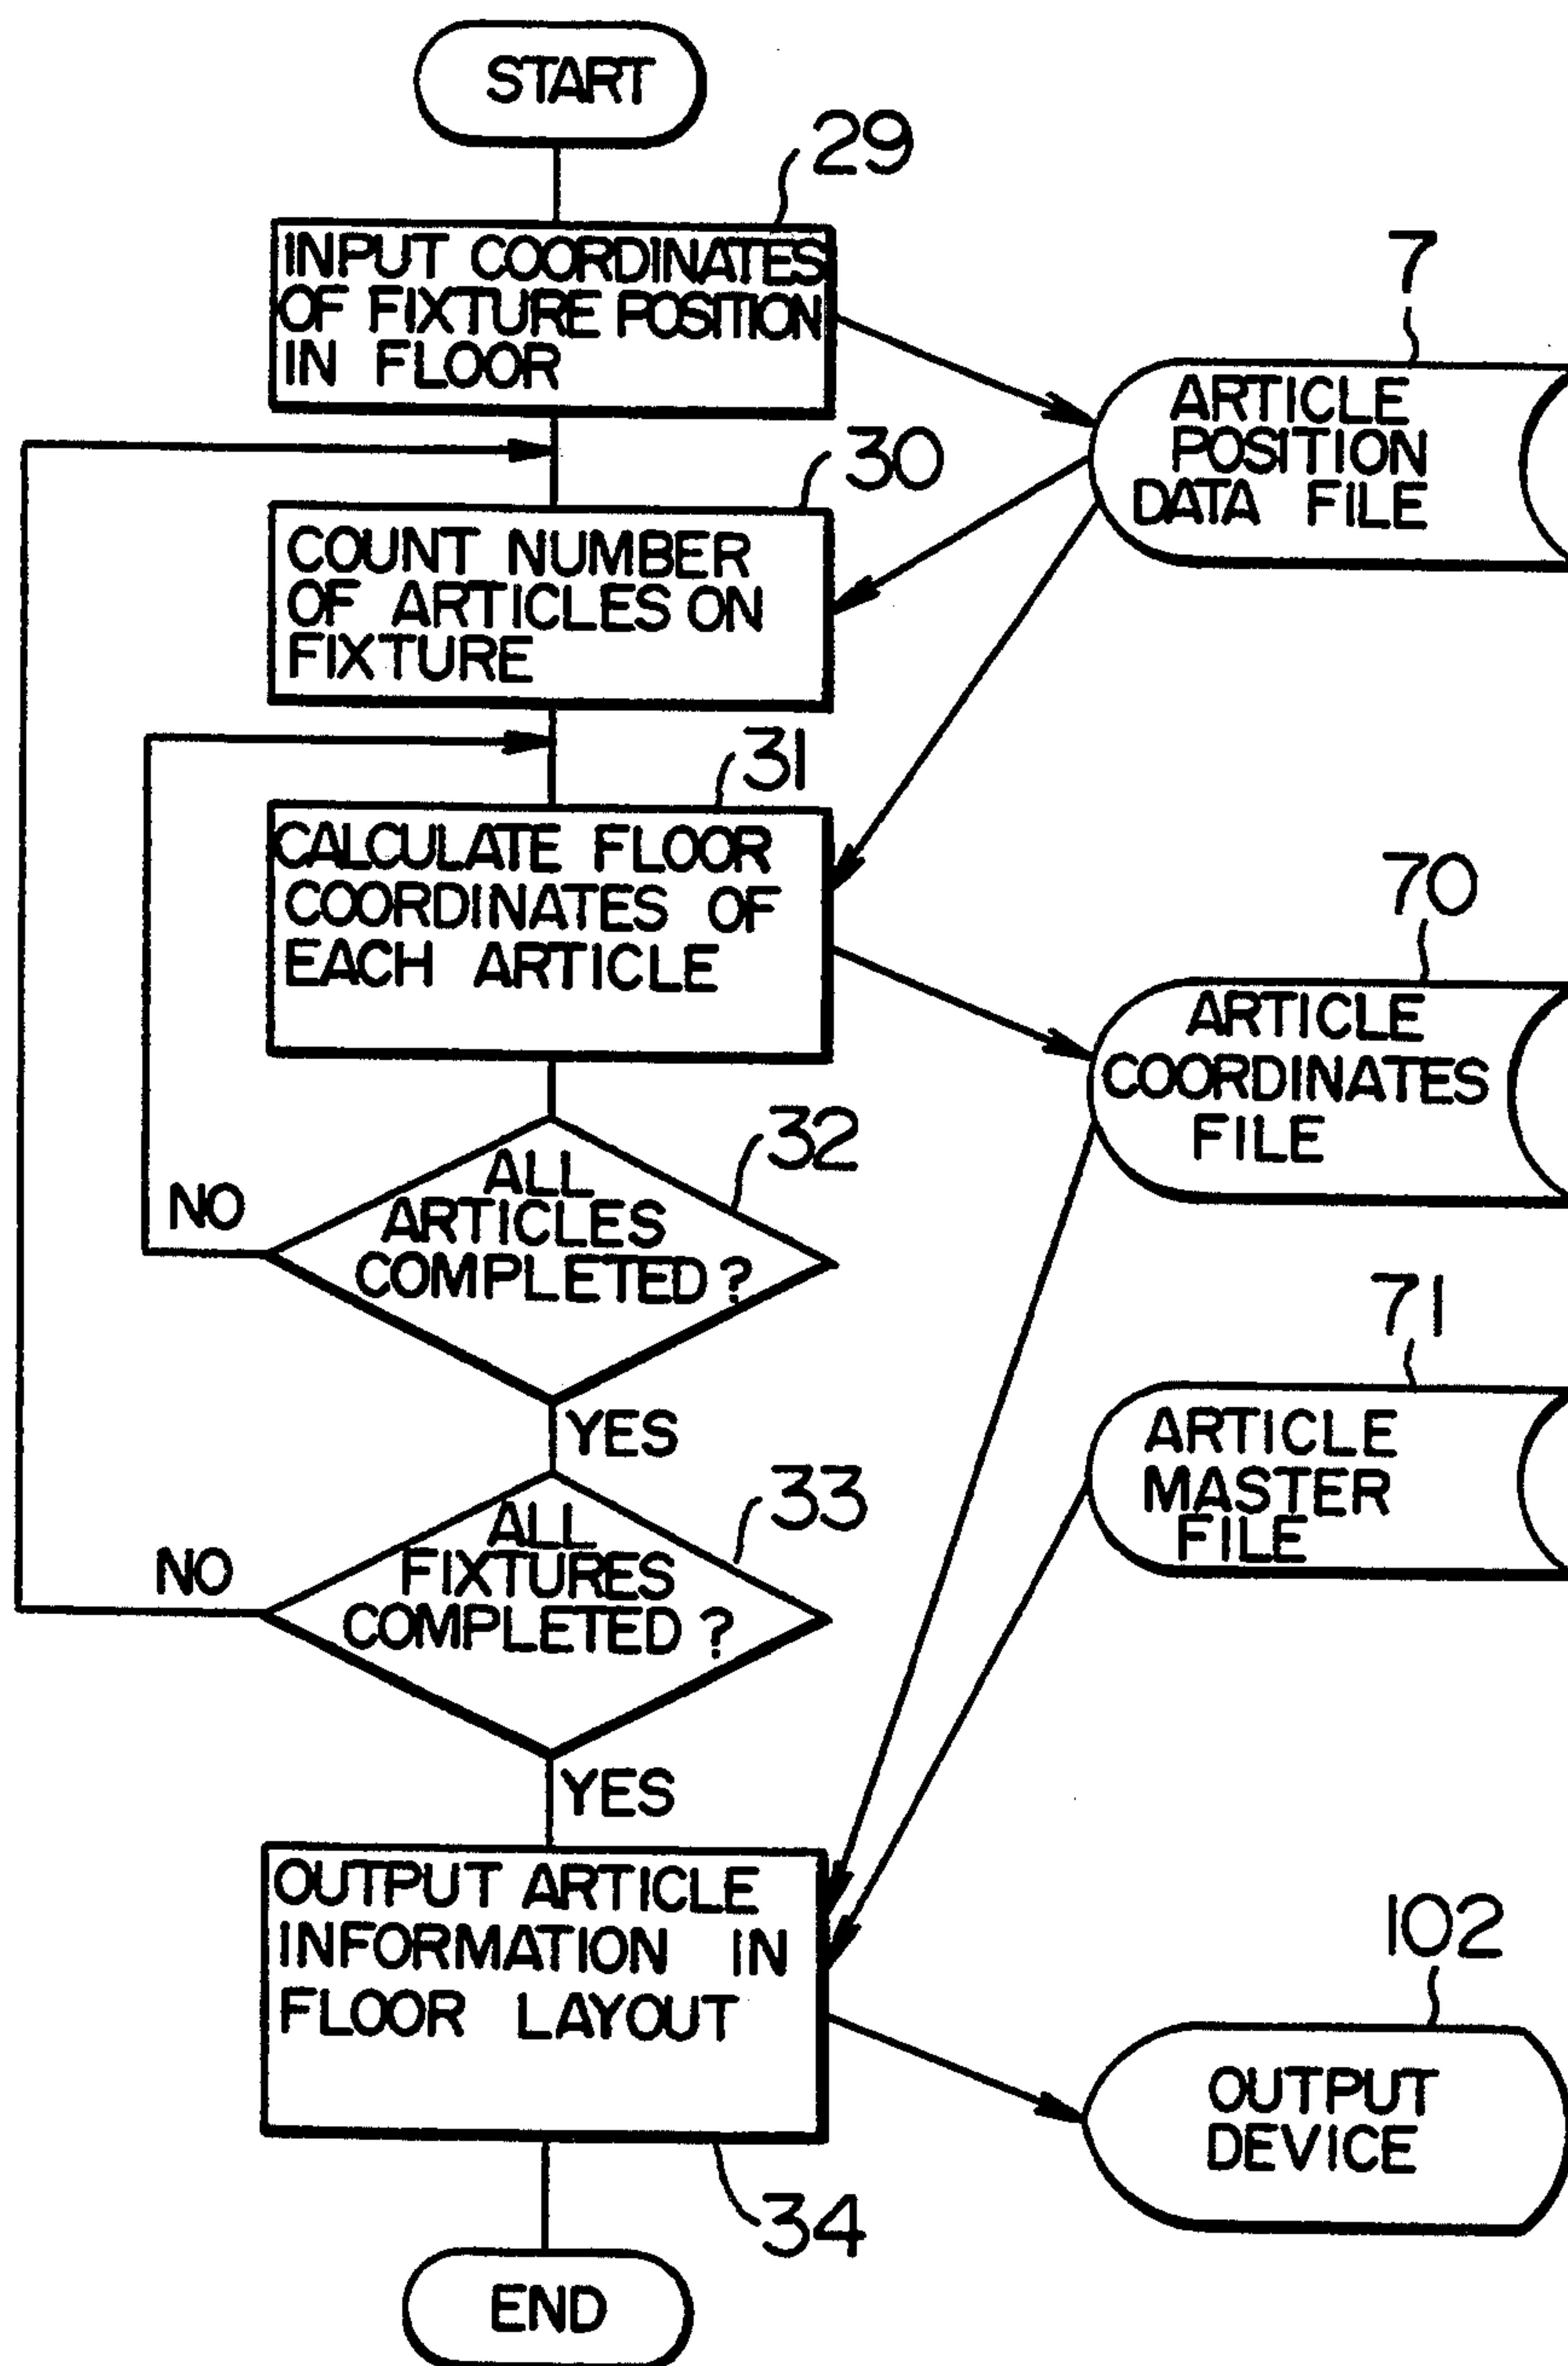 START
29
INPUT COORDINATES
OF FIXTURE POSITION
IN FLOOR
7
ARTICLE
POSITION
DATA FILE
30
COUNT NUMBER
OF ARTICLES ON
FIXTURE
31
CALCULATE FLOOR
COORDINATES OF
EACH ARTICLE
70
ARTICLE
COORDINATES
FILE
32
ALL
ARTICLES
COMPLETED ?
NO
YES
71
ARTICLE
MASTER
FILE
33
ALL
FIXTURES
COMPLETED ?
NO
YES
OUTPUT ARTICLE
INFORMATION IN
FLOOR LAYOUT
34
102
OUTPUT
DEVICE
END